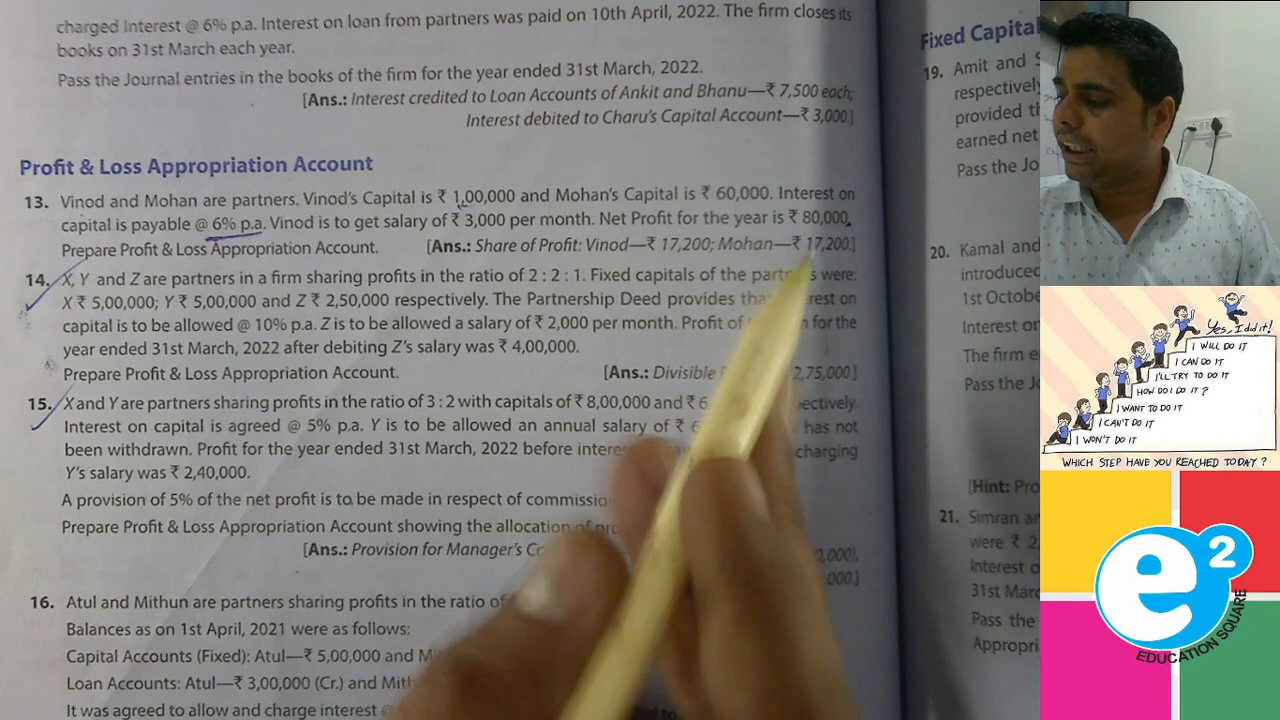 charged Interest @ 6% p.a. Interest on loan from partners was paid on 10th April, 2022. The firm closes its
books on 31st March each year.
Pass the Journal entries in the books of the firm for the year ended 31st March, 2022.
[Ans.: Interest credited to Loan Accounts of Ankit and Bhanu—₹ 7,500 each;
Interest debited to Charu's Capital Account—₹ 3,000.]
Profit & Loss Appropriation Account
13. Vinod and Mohan are partners. Vinod's Capital is ₹ 1,00,000 and Mohan's Capital is ₹ 60,000. Interest on
capital is payable @ 6% p.a. Vinod is to get salary of ₹ 3,000 per month. Net Profit for the year is ₹ 80,000.
Prepare Profit & Loss Appropriation Account. [Ans.: Share of Profit: Vinod—₹ 17,200; Mohan—₹ 17,200.]
14. X, Y and Z are partners in a firm sharing profits in the ratio of 2 : 2 : 1. Fixed capitals of the partners were:
X ₹ 5,00,000; Y ₹ 5,00,000 and Z ₹ 2,50,000 respectively. The Partnership Deed provides that interest on
capital is to be allowed @ 10% p.a. Z is to be allowed a salary of ₹ 2,000 per month. Profit of for the
year ended 31st March, 2022 after debiting Z's salary was ₹ 4,00,000.
Prepare Profit & Loss Appropriation Account. [Ans.: Divisible 2,75,000.]
15. X and Y are partners sharing profits in the ratio of 3 : 2 with capitals of ₹ 8,00,000 and ₹ 6 respectively.
Interest on capital is agreed @ 5% p.a. Y is to be allowed an annual salary of ₹ 6 has not
been withdrawn. Profit for the year ended 31st March, 2022 before interest charging
Y's salary was ₹ 2,40,000.
A provision of 5% of the net profit is to be made in respect of commission
Prepare Profit & Loss Appropriation Account showing the allocation of
[Ans.: Provision for Manager's 0,000),
,000.]
16. Atul and Mithun are partners sharing profits in the ratio of
Balances as on 1st April, 2021 were as follows:
Capital Accounts (Fixed): Atul—₹ 5,00,000 and
Loan Accounts: Atul—₹ 3,00,000 (Cr.) and
It was agreed to allow and charge interest
Fixed Capital
19. Amit and
respectively
provided
earned net
Pass the Jo
20. Kamal and
introduced
1st Octobe
Interest on
The firm
Pass the
[Hint: Pro
21. Simran
were ₹ 2
Interest
31st Mar
Pass the
Appropri
Yes, I did it!
I WILL DO IT
I CAN DO IT
I'LL TRY TO DO IT
HOW DO I DO IT?
I WANT TO DO IT
I CAN'T DO IT
I WON'T DO IT
WHICH STEP HAVE YOU REACHED TODAY?
e2
EDUCATION SQUARE